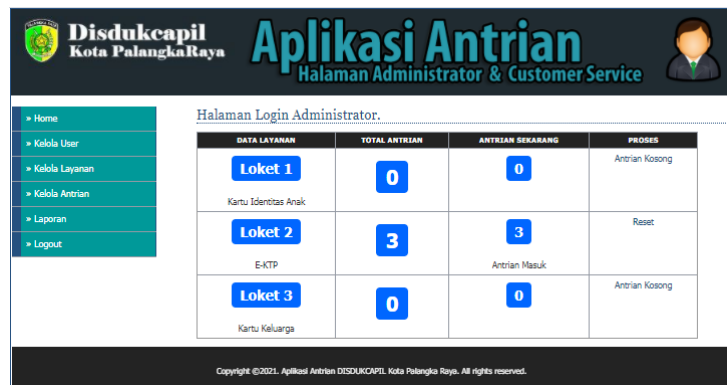 Disdukcapil
Kota PalangkaRaya
Aplikasi Antrian
Halaman Administrator & Customer Service
» Home
» Kelola User
» Kelola Layanan
» Kelola Antrian
» Laporan
» Logout
Halaman Login Administrator.
DATA LAYANAN TOTAL ANTRIAN ANTRIAN SEKARANG PROSES
Loket 1 0 0 Antrian Kosong
Kartu Identitas Anak
Loket 2 3 3 Reset
E-KTP Antrian Masuk
Loket 3 0 0 Antrian Kosong
Kartu Keluarga
Copyright ©2021. Aplikasi Antrian DISDUKCAPIL Kota Palangka Raya. All rights reserved.